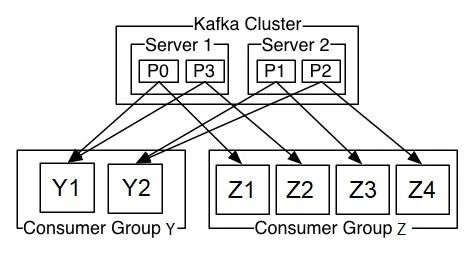 Kafka Cluster
Server 1 Server 2
P0 P3 P1 P2
Y1 Y2 Z1 Z2 Z3 Z4
Consumer Group Y Consumer Group Z